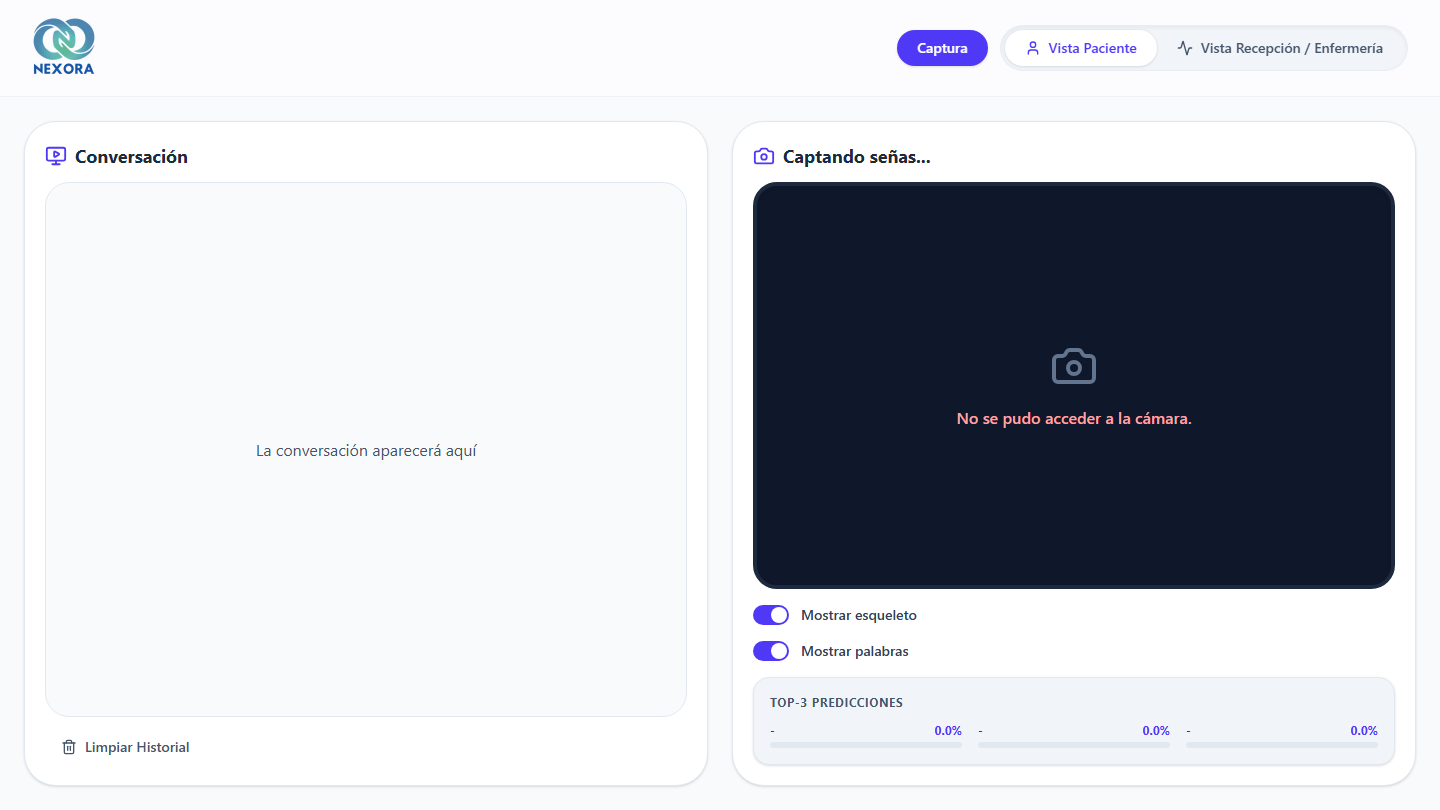 NEXORA
Captura
Vista Paciente
Vista Recepción / Enfermería
Conversación
La conversación aparecerá aquí
Limpiar Historial
Captando señas...
No se pudo acceder a la cámara.
Mostrar esqueleto
Mostrar palabras
TOP-3 PREDICCIONES
- 0.0% - 0.0% - 0.0%